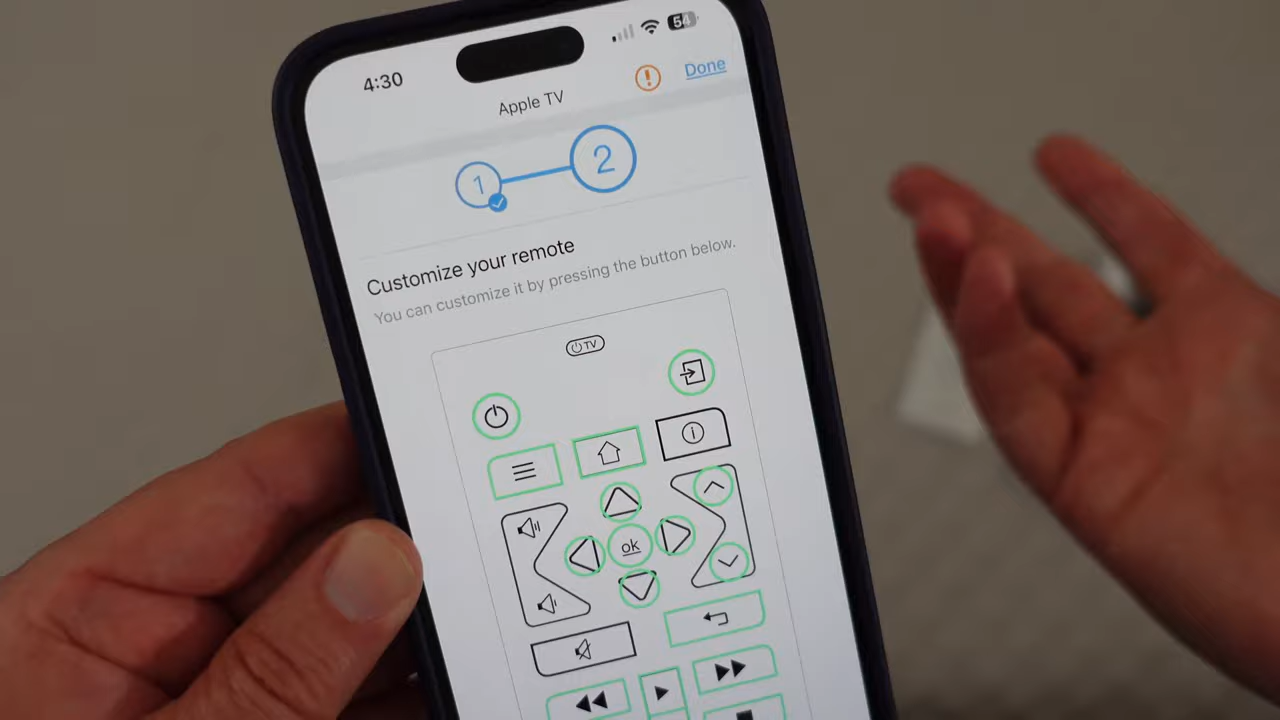 4:30
54
Apple TV
Done
1
2
Customize your remote
You can customize it by pressing the button below.
TV
ok